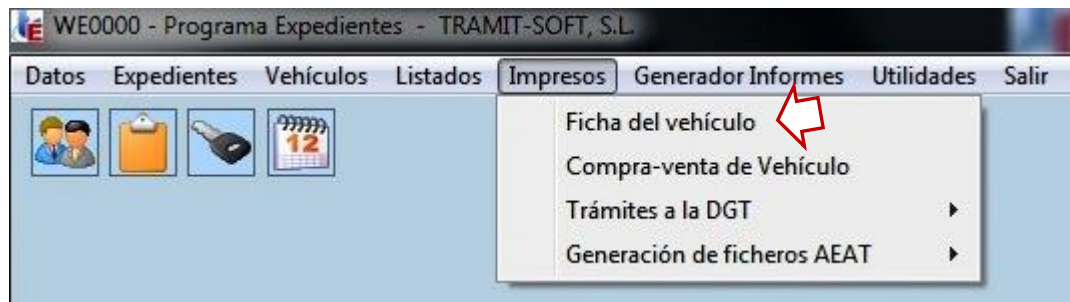 WE0000 - Programa Expedientes - TRAMIT-SOFT, S.L.
Datos Expedientes Vehículos Listados Impresos Generador Informes Utilidades Salir
12
Ficha del vehículo
Compra-venta de Vehículo
Trámites a la DGT
Generación de ficheros AEAT